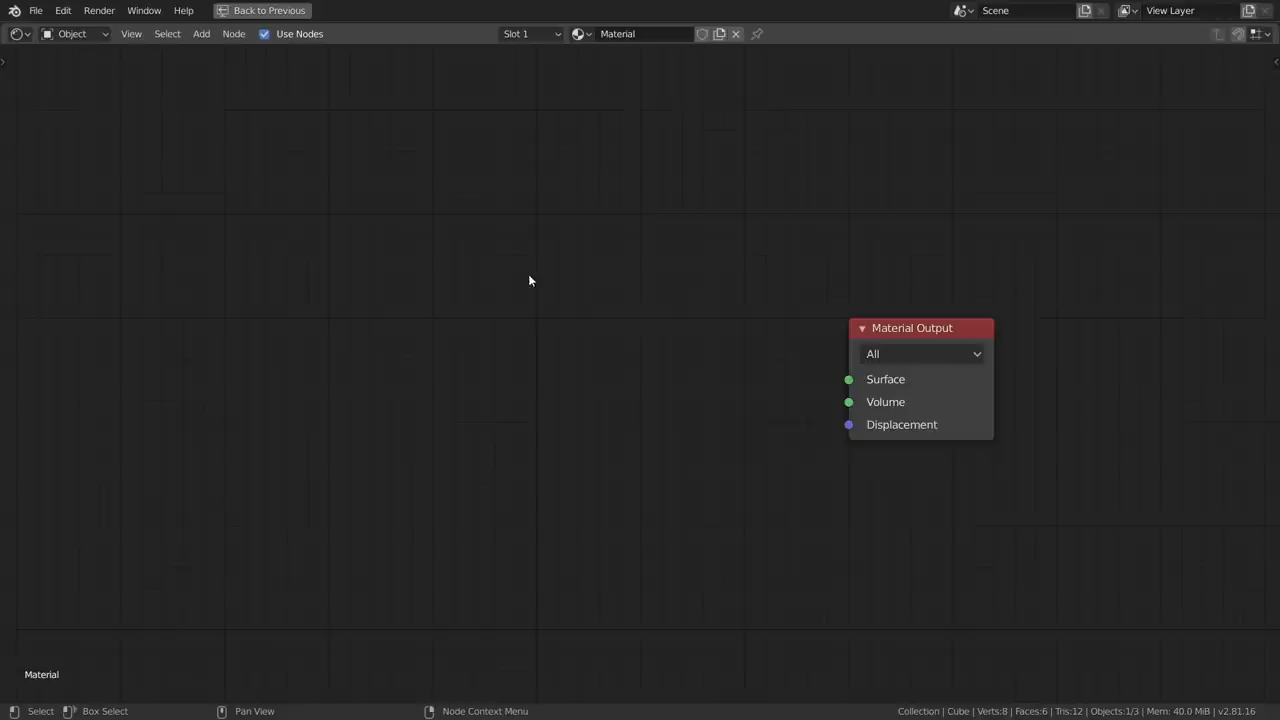 File Edit Render Window Help Back to Previous Scene View Layer
Object View Select Add Node Use Nodes Slot 1 Material
Material Output
All
Surface
Volume
Displacement
Material
Select Box Select Pan View Node Context Menu Collection | Cube | Verts:8 | Faces:6 | Tris:12 | Objects:1/3 | Mem: 40.0 MiB | v2.81.16